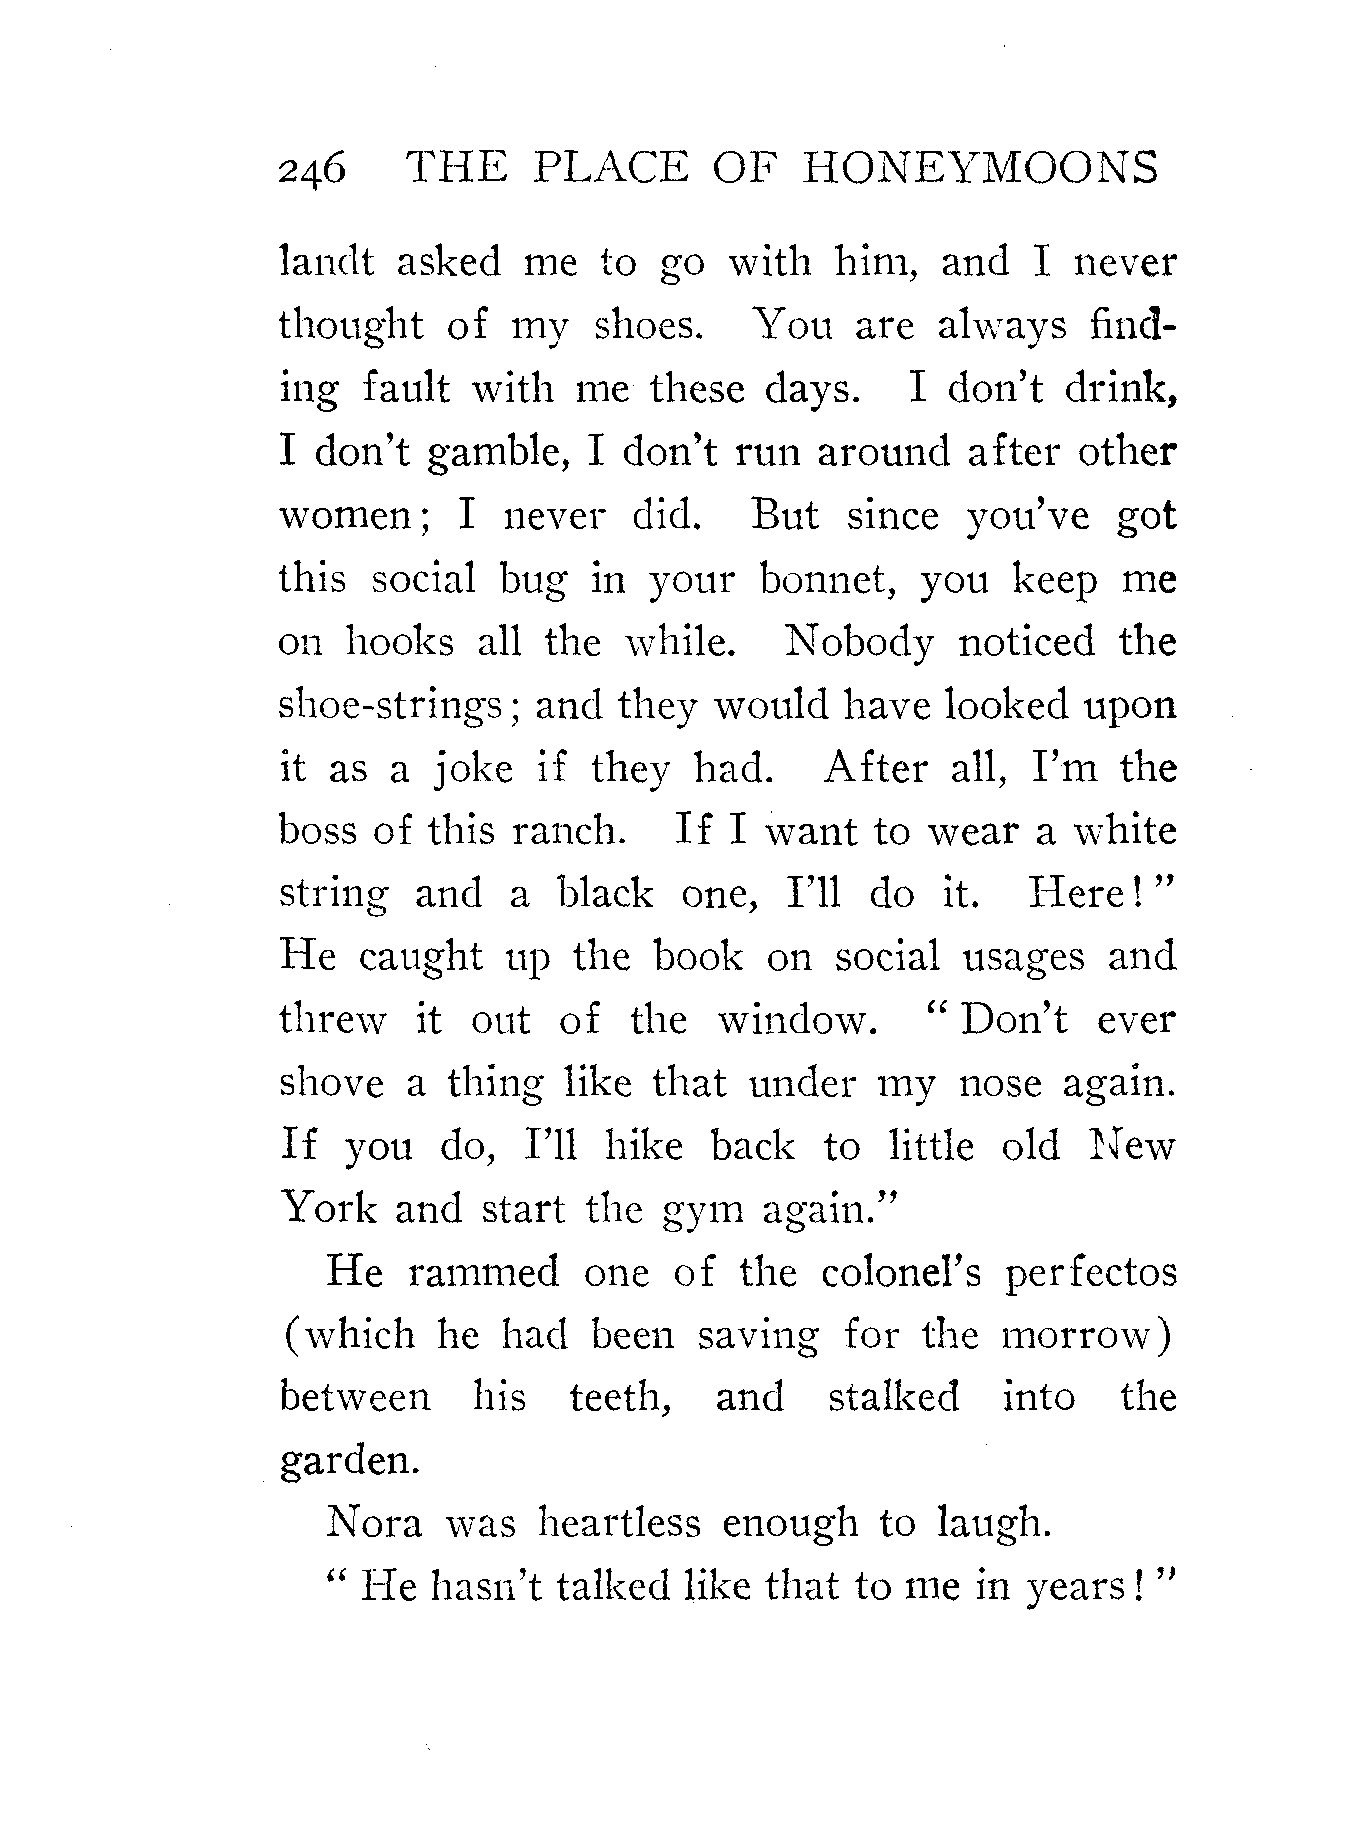 246 THE PLACE OF HONEYMOONS
landt asked me to go with him, and I never
thought of my shoes. You are always find-
ing fault with me these days. I don't drink,
I don't gamble, I don't run around after other
women; I never did. But since you've got
this social bug in your bonnet, you keep me
on hooks all the while. Nobody noticed the
shoe-strings; and they would have looked upon
it as a joke if they had. After all, I'm the
boss of this ranch. If I want to wear a white
string and a black one, I'll do it. Here!"
He caught up the book on social usages and
threw it out of the window. "Don't ever
shove a thing like that under my nose again.
If you do, I'll hike back to little old New
York and start the gym again."
He rammed one of the colonel's perfectos
(which he had been saving for the morrow)
between his teeth, and stalked into the
garden.
Nora was heartless enough to laugh.
"He hasn't talked like that to me in years!"